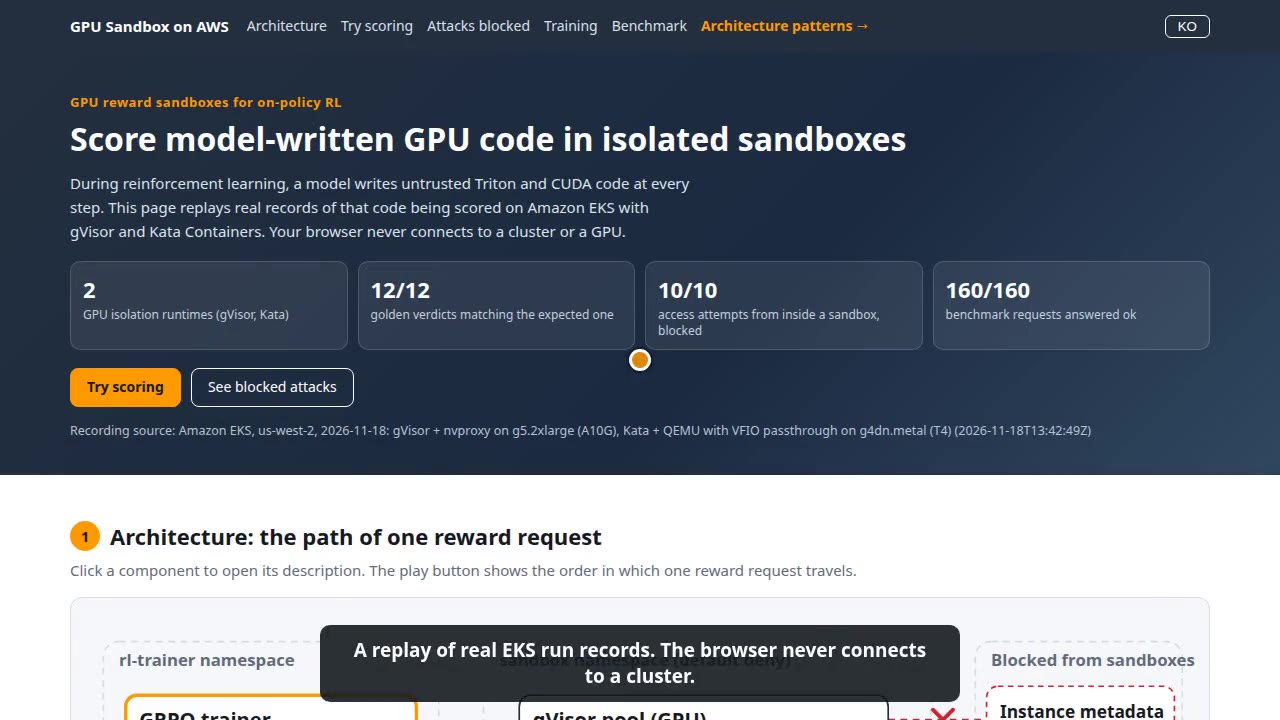 GPU Sandbox on AWS Architecture Try scoring Attacks blocked Training Benchmark Architecture patterns → KO
GPU reward sandboxes for on-policy RL
Score model-written GPU code in isolated sandboxes
During reinforcement learning, a model writes untrusted Triton and CUDA code at every
step. This page replays real records of that code being scored on Amazon EKS with
gVisor and Kata Containers. Your browser never connects to a cluster or a GPU.
2
GPU isolation runtimes (gVisor, Kata)
12/12
golden verdicts matching the expected one
10/10
access attempts from inside a sandbox,
blocked
160/160
benchmark requests answered ok
Try scoring
See blocked attacks
Recording source: Amazon EKS, us-west-2, 2026-11-18: gVisor + nvproxy on g5.2xlarge (A10G), Kata + QEMU with VFIO passthrough on g4dn.metal (T4) (2026-11-18T13:42:49Z)
1
Architecture: the path of one reward request
Click a component to open its description. The play button shows the order in which one reward request travels.
rl-trainer namespace
sandbox namespace (default deny)
Blocked from sandboxes
A replay of real EKS run records. The browser never connects
to a cluster.
GRPO trainer
gVisor pool (GPU)
Instance metadata